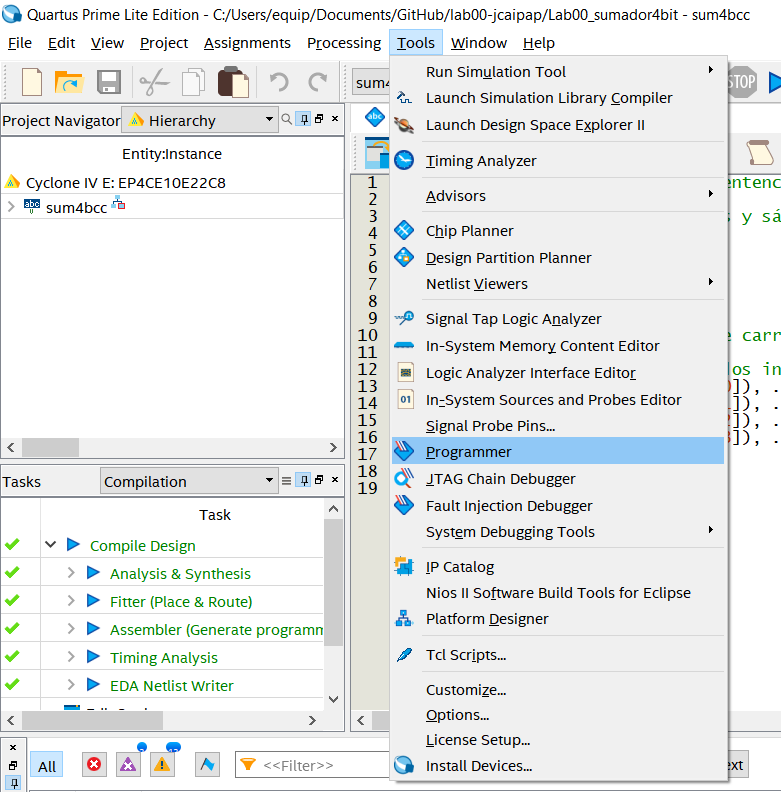 Quartus Prime Lite Edition - C:/Users/equip/Documents/GitHub/lab00-jcaipap/Lab00_sumador4bit - sum4bcc
File Edit View Project Assignments Processing Tools Window Help
sum4
STOP
Project Navigator Hierarchy
Entity:Instance
Cyclone IV E: EP4CE10E22C8
abc sum4bcc
Tasks Compilation
Task
Compile Design
Analysis & Synthesis
Fitter (Place & Route)
Assembler (Generate programm
Timing Analysis
EDA Netlist Writer
All
<<Filter>>
abc
1
2
3
4
5
6
7
8
9
10
11
12
13
14
15
16
17
18
19
Run Simulation Tool
Launch Simulation Library Compiler
Launch Design Space Explorer II
Timing Analyzer
Advisors
Chip Planner
Design Partition Planner
Netlist Viewers
Signal Tap Logic Analyzer
In-System Memory Content Editor
Logic Analyzer Interface Editor
01 In-System Sources and Probes Editor
Signal Probe Pins...
Programmer
JTAG Chain Debugger
Fault Injection Debugger
System Debugging Tools
IP Catalog
Nios II Software Build Tools for Eclipse
Platform Designer
Tcl Scripts...
Customize...
Options...
License Setup...
Install Devices...
entenc
s y sá
e carr
los in
]), .
]), .
]), .
]), .
ext